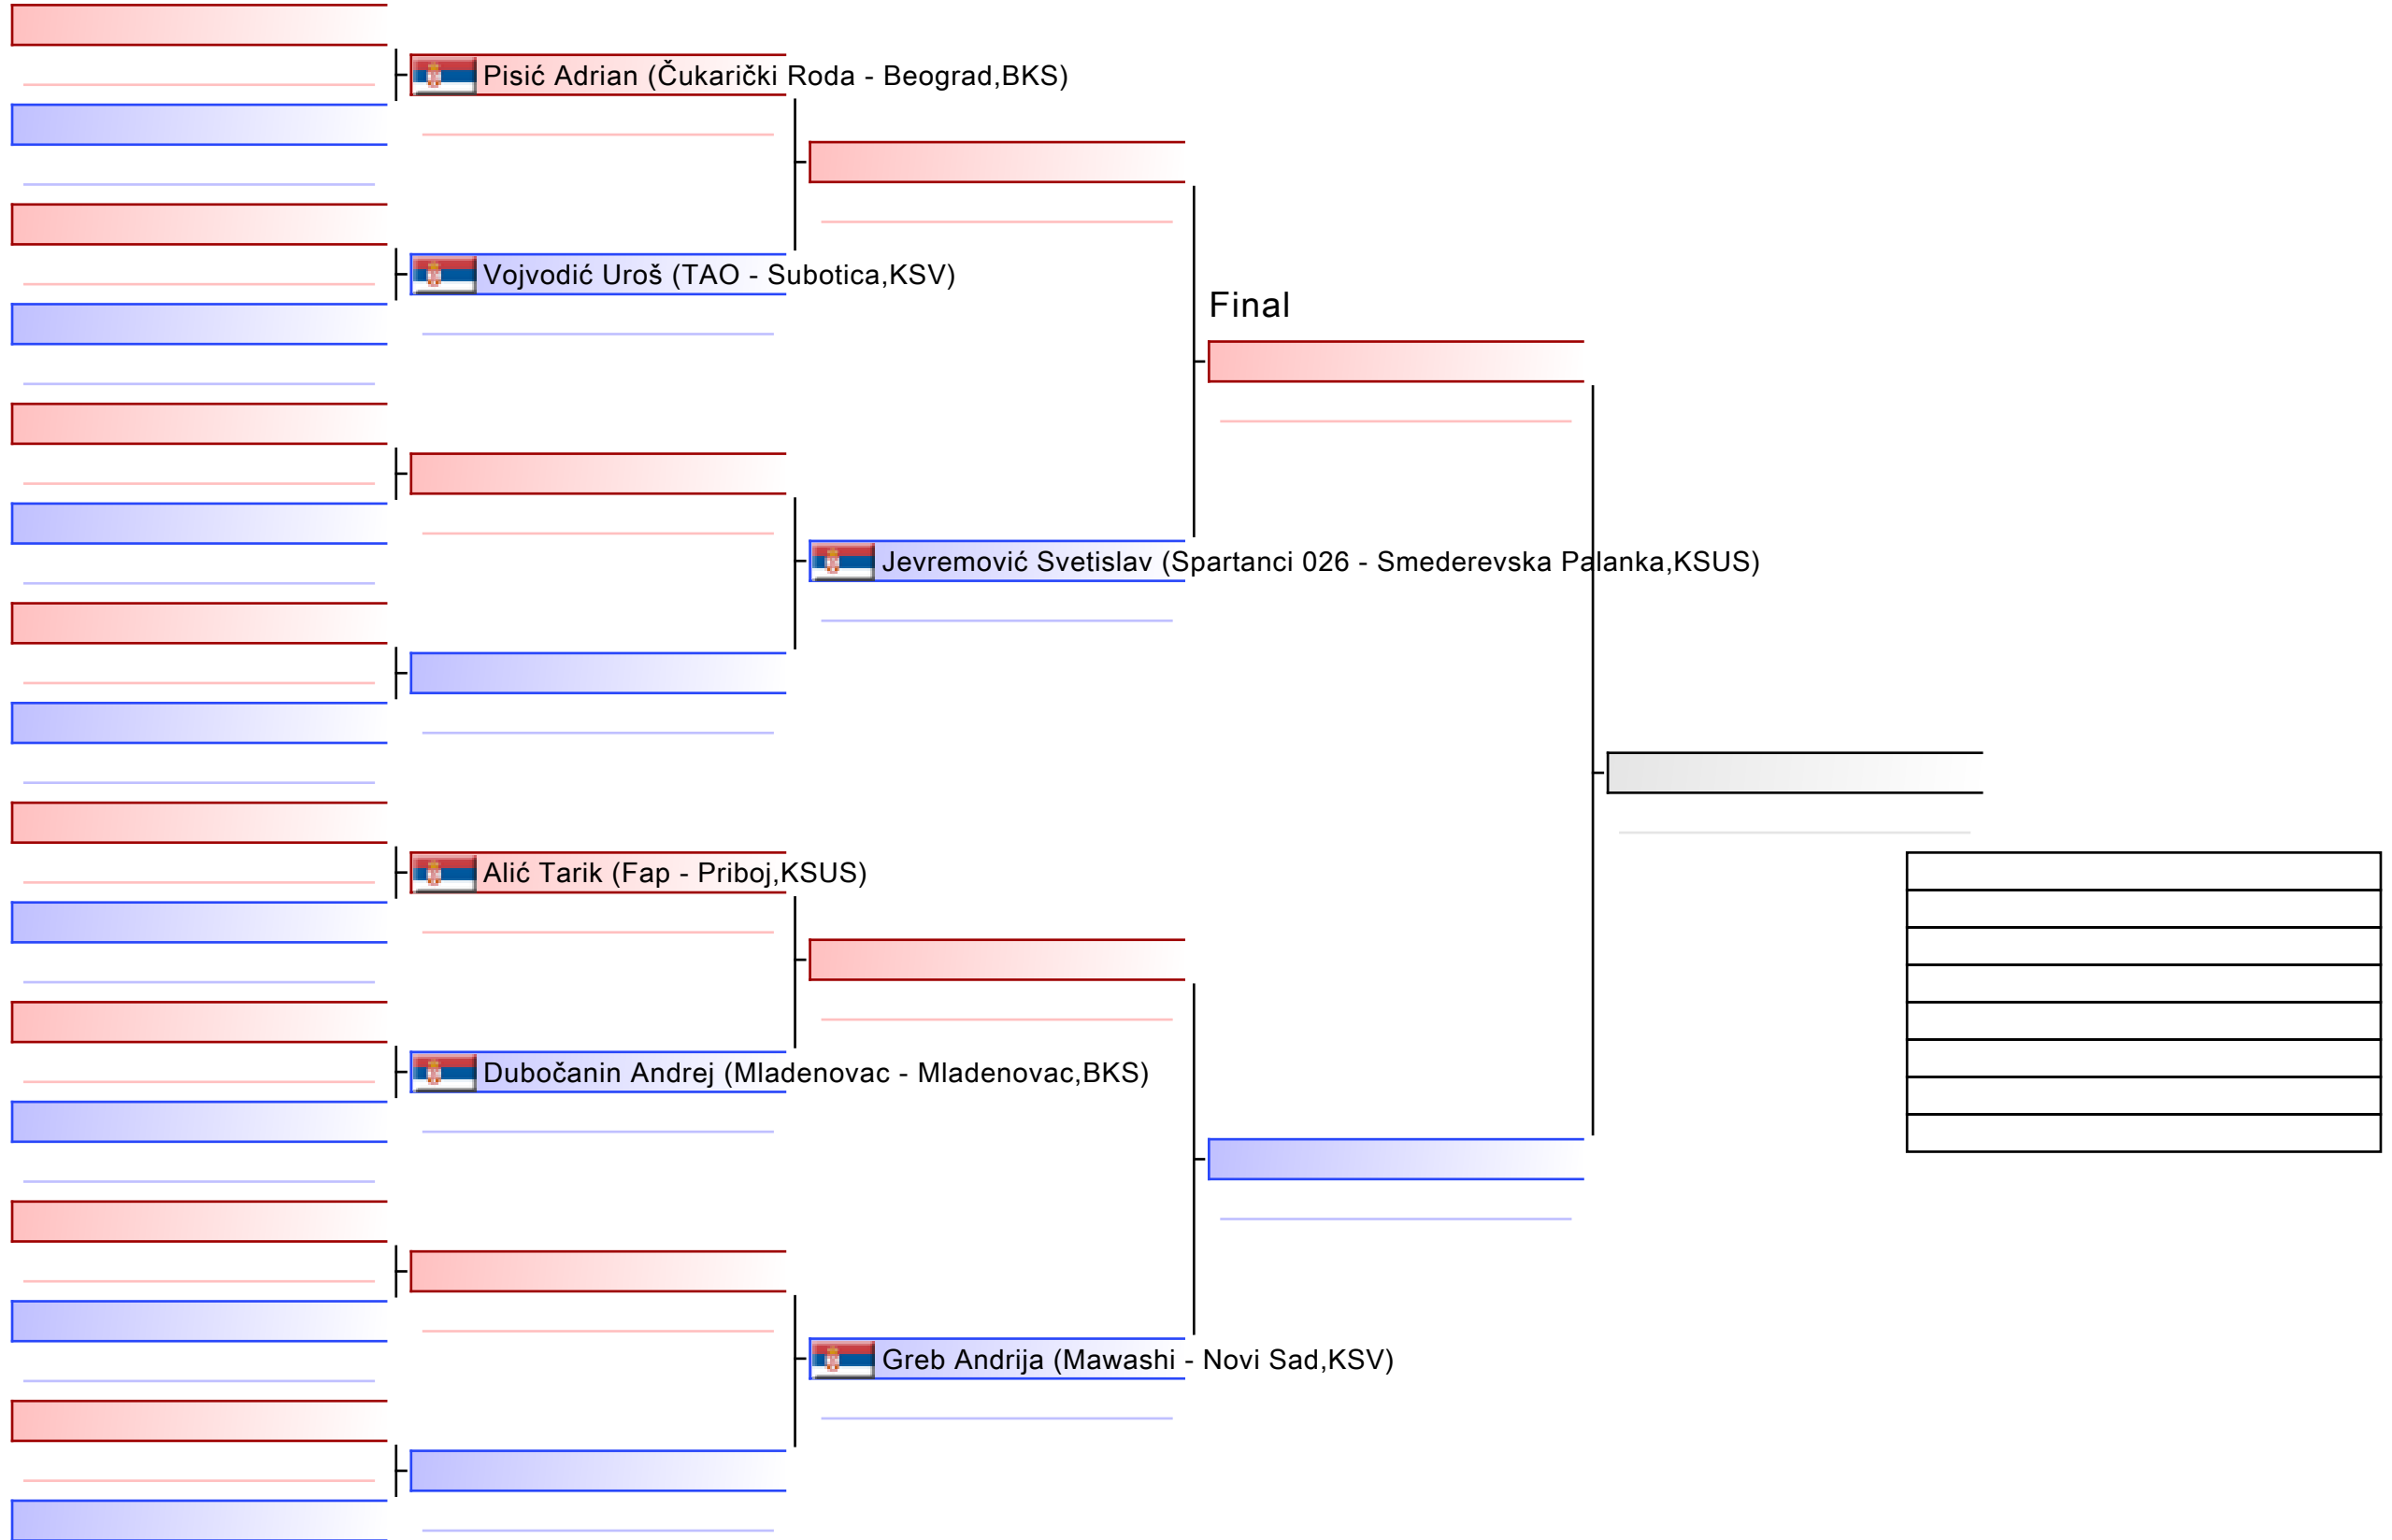 Pisić Adrian (Čukarički Roda - Beograd,BKS)
Vojvodić Uroš (TAO - Subotica,KSV)
Final
Jevremović Svetislav (Spartanci 026 - Smederevska Palanka,KSUS)
Alić Tarik (Fap - Priboj,KSUS)
Dubočanin Andrej (Mladenovac - Mladenovac,BKS)
Greb Andrija (Mawashi - Novi Sad,KSV)